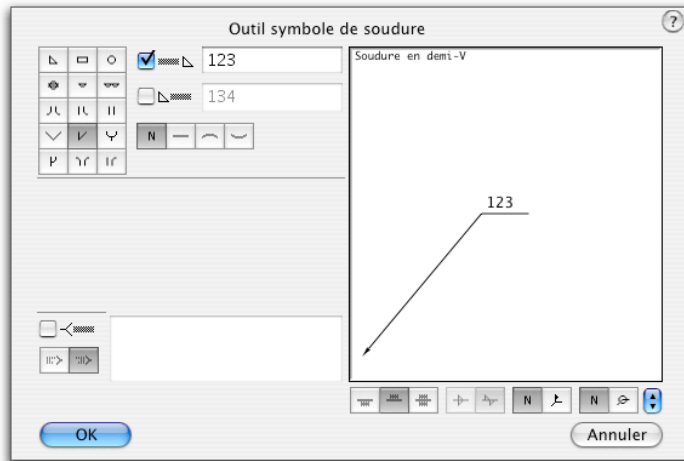 Outil symbole de soudure
?
123
Soudure en demi-V
134
N
123
N
N
OK
Annuler